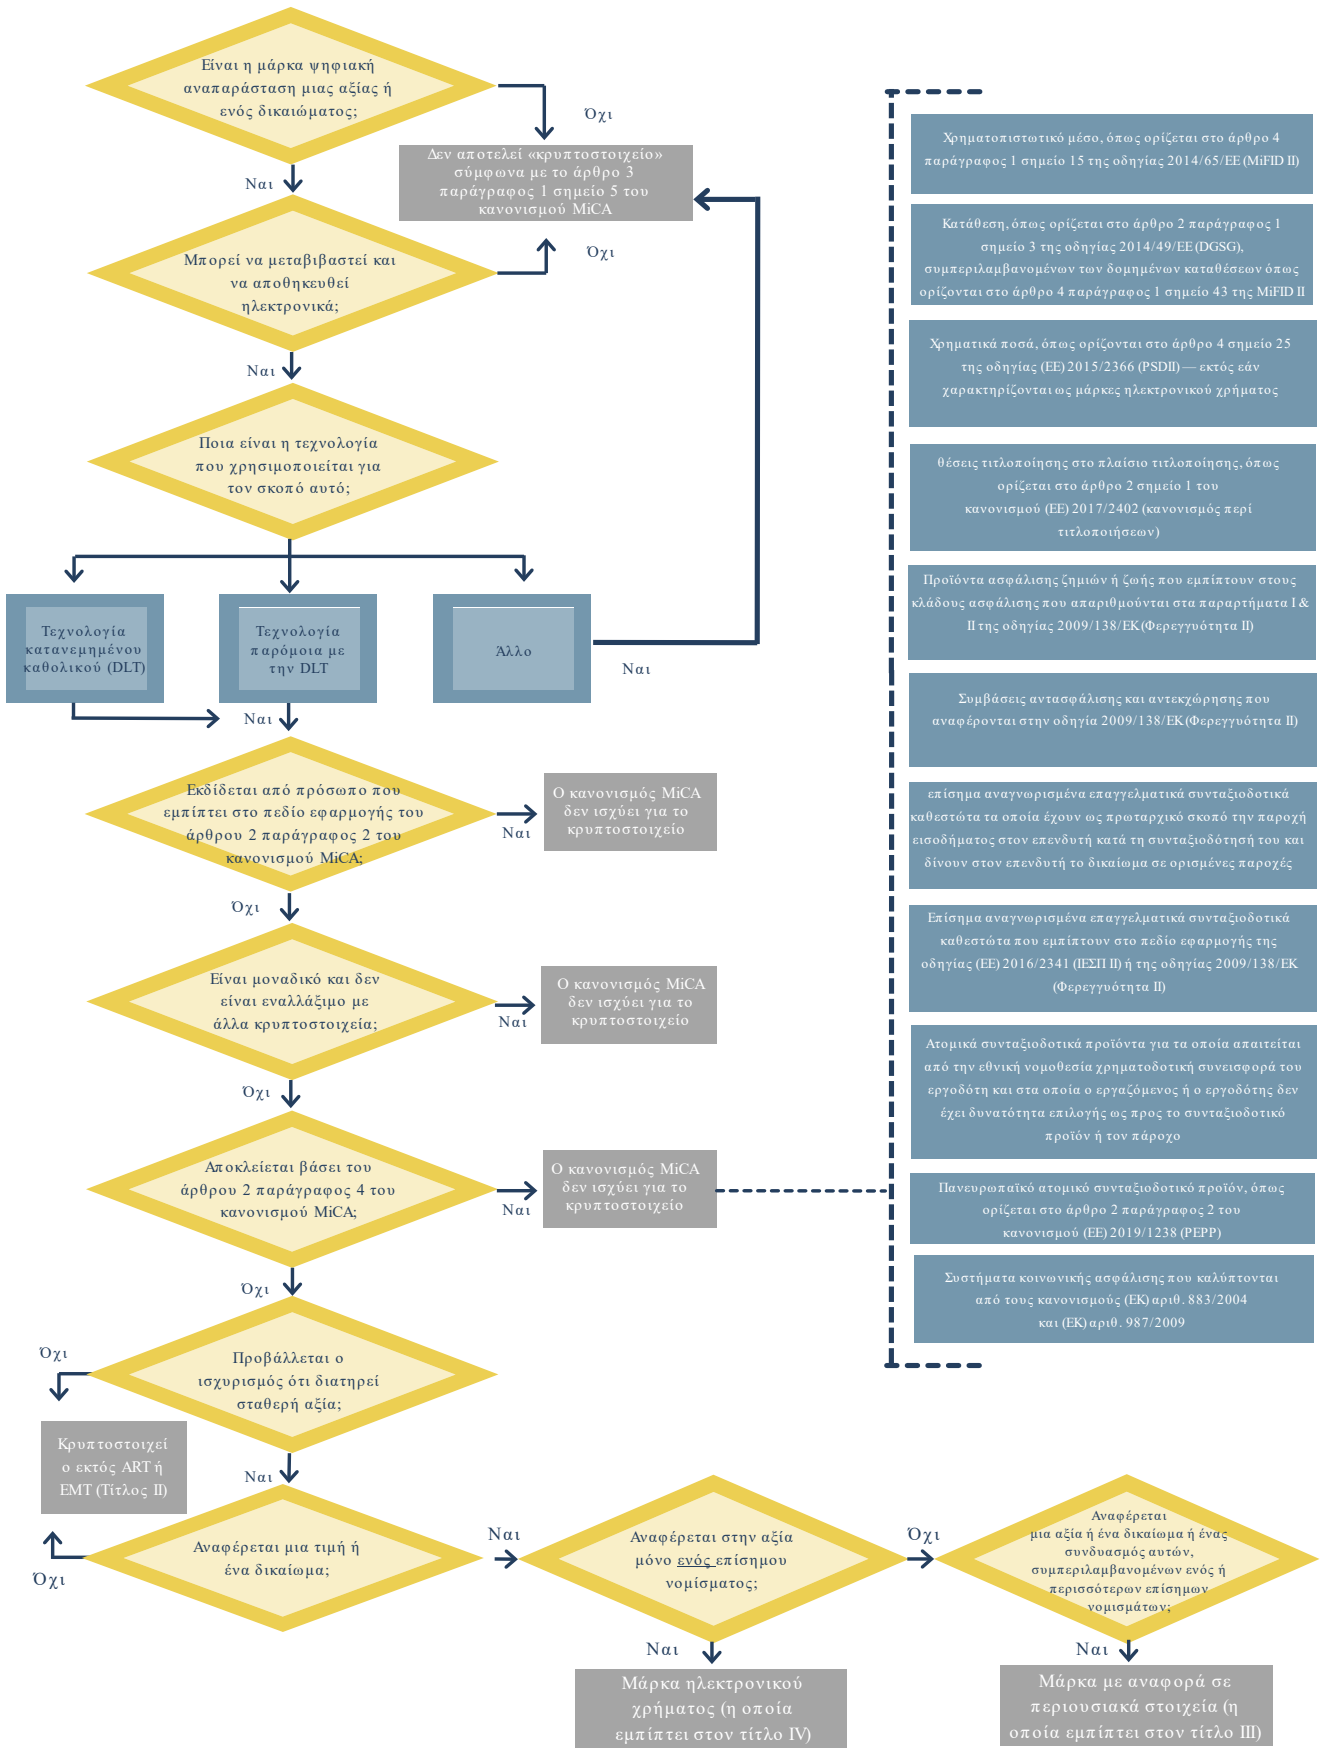 Είναι η μάρκα ψηφιακή
αναπαράσταση μιας αξίας ή
ενός δικαιώματος;
Όχι
Δεν αποτελεί «κρυπτοστοιχείο»
σύμφωνα με το άρθρο 3
παράγραφος 1 σημείο 5 του
κανονισμού MiCA
Ναι
Μπορεί να μεταβιβαστεί και
να αποθηκευθεί
ηλεκτρονικά;
Όχι
Ναι
Ποια είναι η τεχνολογία
που χρησιμοποιείται για
τον σκοπό αυτό;
Τεχνολογία
κατανεμημένου
καθολικού (DLT)
Τεχνολογία
παρόμοια με
την DLT
Άλλο
Ναι
Ναι
Εκδίδεται από πρόσωπο που
εμπίπτει στο πεδίο εφαρμογής του
άρθρου 2 παράγραφος 2 του
κανονισμού MiCA;
Ναι
Ο κανονισμός MiCA
δεν ισχύει για το
κρυπτοστοιχείο
Όχι
Είναι μοναδικό και δεν
είναι εναλλάξιμο με
άλλα κρυπτοστοιχεία;
Ναι
Ο κανονισμός MiCA
δεν ισχύει για το
κρυπτοστοιχείο
Όχι
Αποκλείεται βάσει του
άρθρου 2 παράγραφος 4 του
κανονισμού MiCA;
Ναι
Ο κανονισμός MiCA
δεν ισχύει για το
κρυπτοστοιχείο
Όχι
Προβάλλεται ο
ισχυρισμός ότι διατηρεί
σταθερή αξία;
Όχι
Κρυπτοστοιχεί
ο εκτός ART ή
EMT (Τίτλος II)
Ναι
Αναφέρεται μια τιμή ή
ένα δικαίωμα;
Όχι
Ναι
Αναφέρεται στην αξία
μόνο ενός επίσημου
νομίσματος;
Όχι
Αναφέρεται
μια αξία ή ένα δικαίωμα ή ένας
συνδυασμός αυτών,
συμπεριλαμβανομένων ενός ή
περισσότερων επίσημων
νομισμάτων;
Ναι
Μάρκα ηλεκτρονικού
χρήματος (η οποία
εμπίπτει στον τίτλο IV)
Ναι
Μάρκα με αναφορά σε
περιουσιακά στοιχεία (η
οποία εμπίπτει στον τίτλο III)
Χρηματοπιστωτικό μέσο, όπως ορίζεται στο άρθρο 4
παράγραφος 1 σημείο 15 της οδηγίας 2014/65/ΕΕ (MiFID II)
Κατάθεση, όπως ορίζεται στο άρθρο 2 παράγραφος 1
σημείο 3 της οδηγίας 2014/49/ΕΕ (DGSG),
συμπεριλαμβανομένων των δομημένων καταθέσεων όπως
ορίζονται στο άρθρο 4 παράγραφος 1 σημείο 43 της MiFID II
Χρηματικά ποσά, όπως ορίζονται στο άρθρο 4 σημείο 25
της οδηγίας (ΕΕ) 2015/2366 (PSDII) — εκτός εάν
χαρακτηρίζονται ως μάρκες ηλεκτρονικού χρήματος
θέσεις τιτλοποίησης στο πλαίσιο τιτλοποίησης, όπως
ορίζεται στο άρθρο 2 σημείο 1 του
κανονισμού (ΕΕ) 2017/2402 (κανονισμός περί
τιτλοποιήσεων)
Προϊόντα ασφάλισης ζημιών ή ζωής που εμπίπτουν στους
κλάδους ασφάλισης που απαριθμούνται στα παραρτήματα I &
II της οδηγίας 2009/138/ΕΚ (Φερεγγυότητα II)
Συμβάσεις αντασφάλισης και αντεκχώρησης που
αναφέρονται στην οδηγία 2009/138/ΕΚ (Φερεγγυότητα II)
επίσημα αναγνωρισμένα επαγγελματικά συνταξιοδοτικά
καθεστώτα τα οποία έχουν ως πρωταρχικό σκοπό την παροχή
εισοδήματος στον επενδυτή κατά τη συνταξιοδότησή του και
δίνουν στον επενδυτή το δικαίωμα σε ορισμένες παροχές
Επίσημα αναγνωρισμένα επαγγελματικά συνταξιοδοτικά
καθεστώτα που εμπίπτουν στο πεδίο εφαρμογής της
οδηγίας (ΕΕ) 2016/2341 (ΙΕΣΠ II) ή της οδηγίας 2009/138/ΕΚ
(Φερεγγυότητα II)
Ατομικά συνταξιοδοτικά προϊόντα για τα οποία απαιτείται
από την εθνική νομοθεσία χρηματοδοτική συνεισφορά του
εργοδότη και στα οποία ο εργαζόμενος ή ο εργοδότης δεν
έχει δυνατότητα επιλογής ως προς το συνταξιοδοτικό
προϊόν ή τον πάροχο
Πανευρωπαϊκό ατομικό συνταξιοδοτικό προϊόν, όπως
ορίζεται στο άρθρο 2 παράγραφος 2 του
κανονισμού (ΕΕ) 2019/1238 (PEPP)
Συστήματα κοινωνικής ασφάλισης που καλύπτονται
από τους κανονισμούς (ΕΚ) αριθ. 883/2004
και (ΕΚ) αριθ. 987/2009